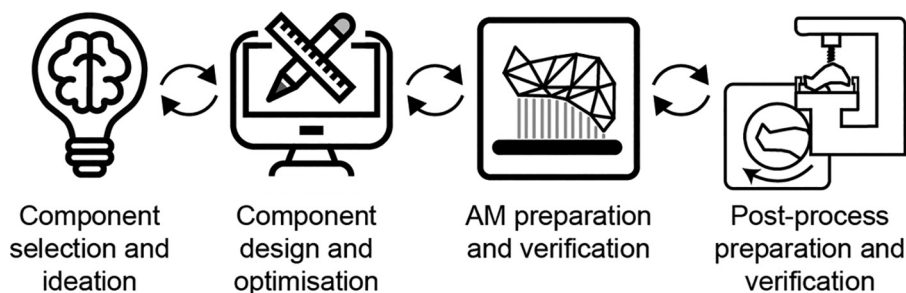 Component
selection and
ideation
Component
design and
optimisation
AM preparation
and verification
Post-process
preparation and
verification